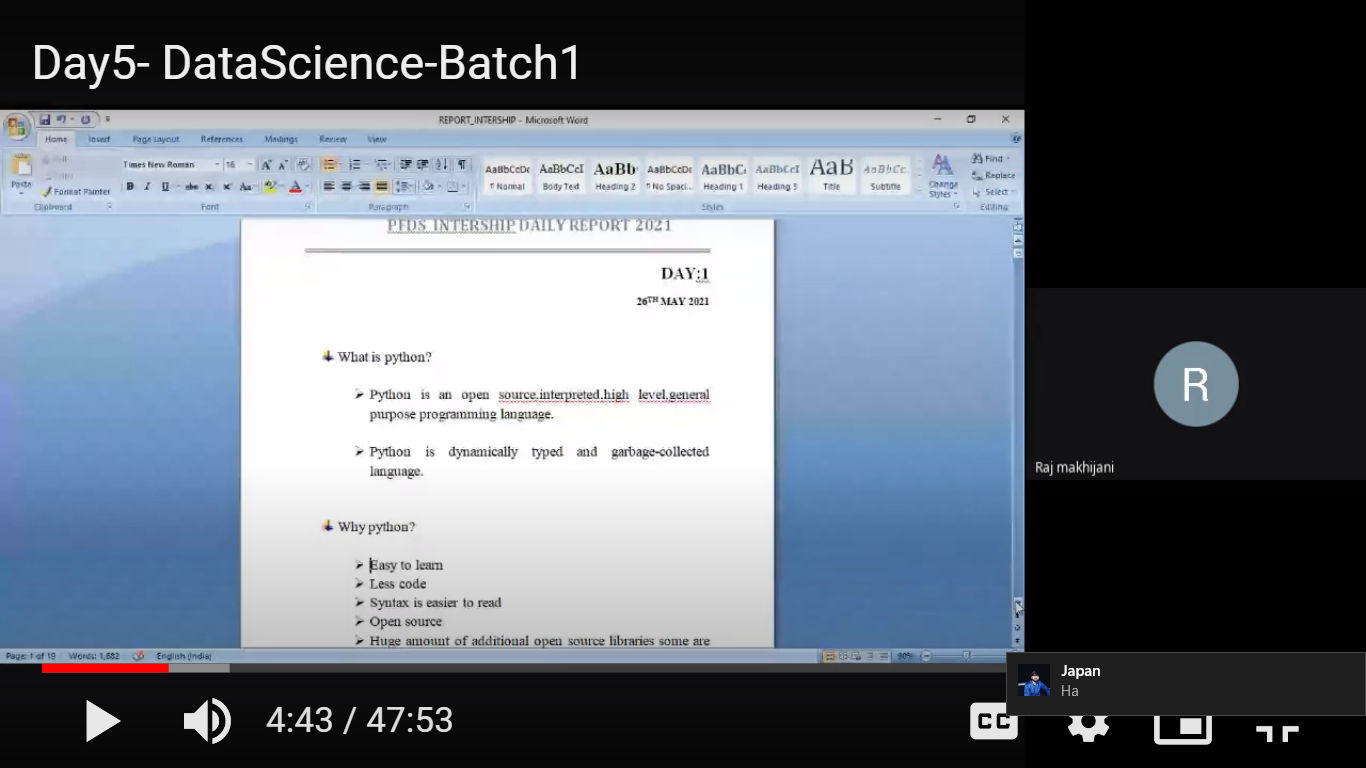 Day5- DataScience-Batch1
REPORT_INTERSHIP - Microsoft Word
Home Insert Page Layout References Mailings Review View
Paste
Format Painter
Clipboard
Times New Roman 16
Font
Paragraph
AaBbCcDc AaBbCcI AaBb AaBbCcDc AaBbC AaBbCcI AaB AaBbCc
¶ Normal Body Text Heading 2 ¶ No Spaci... Heading 1 Heading 3 Title Subtitle
Change
Styles
Styles
Find
Replace
Select
Editing
PFDS INTERSHIP DAILY REPORT 2021
DAY:1
26TH MAY 2021
What is python?
Python is an open source,interpreted,high level,general
purpose programming language.
Python is dynamically typed and garbage-collected
language.
Why python?
Easy to learn
Less code
Syntax is easier to read
Open source
Huge amount of additional open source libraries some are
Page: 1 of 19 Words: 1,682 English (India)
90%
R
Raj makhijani
Japan
Ha
4:43 / 47:53
CC